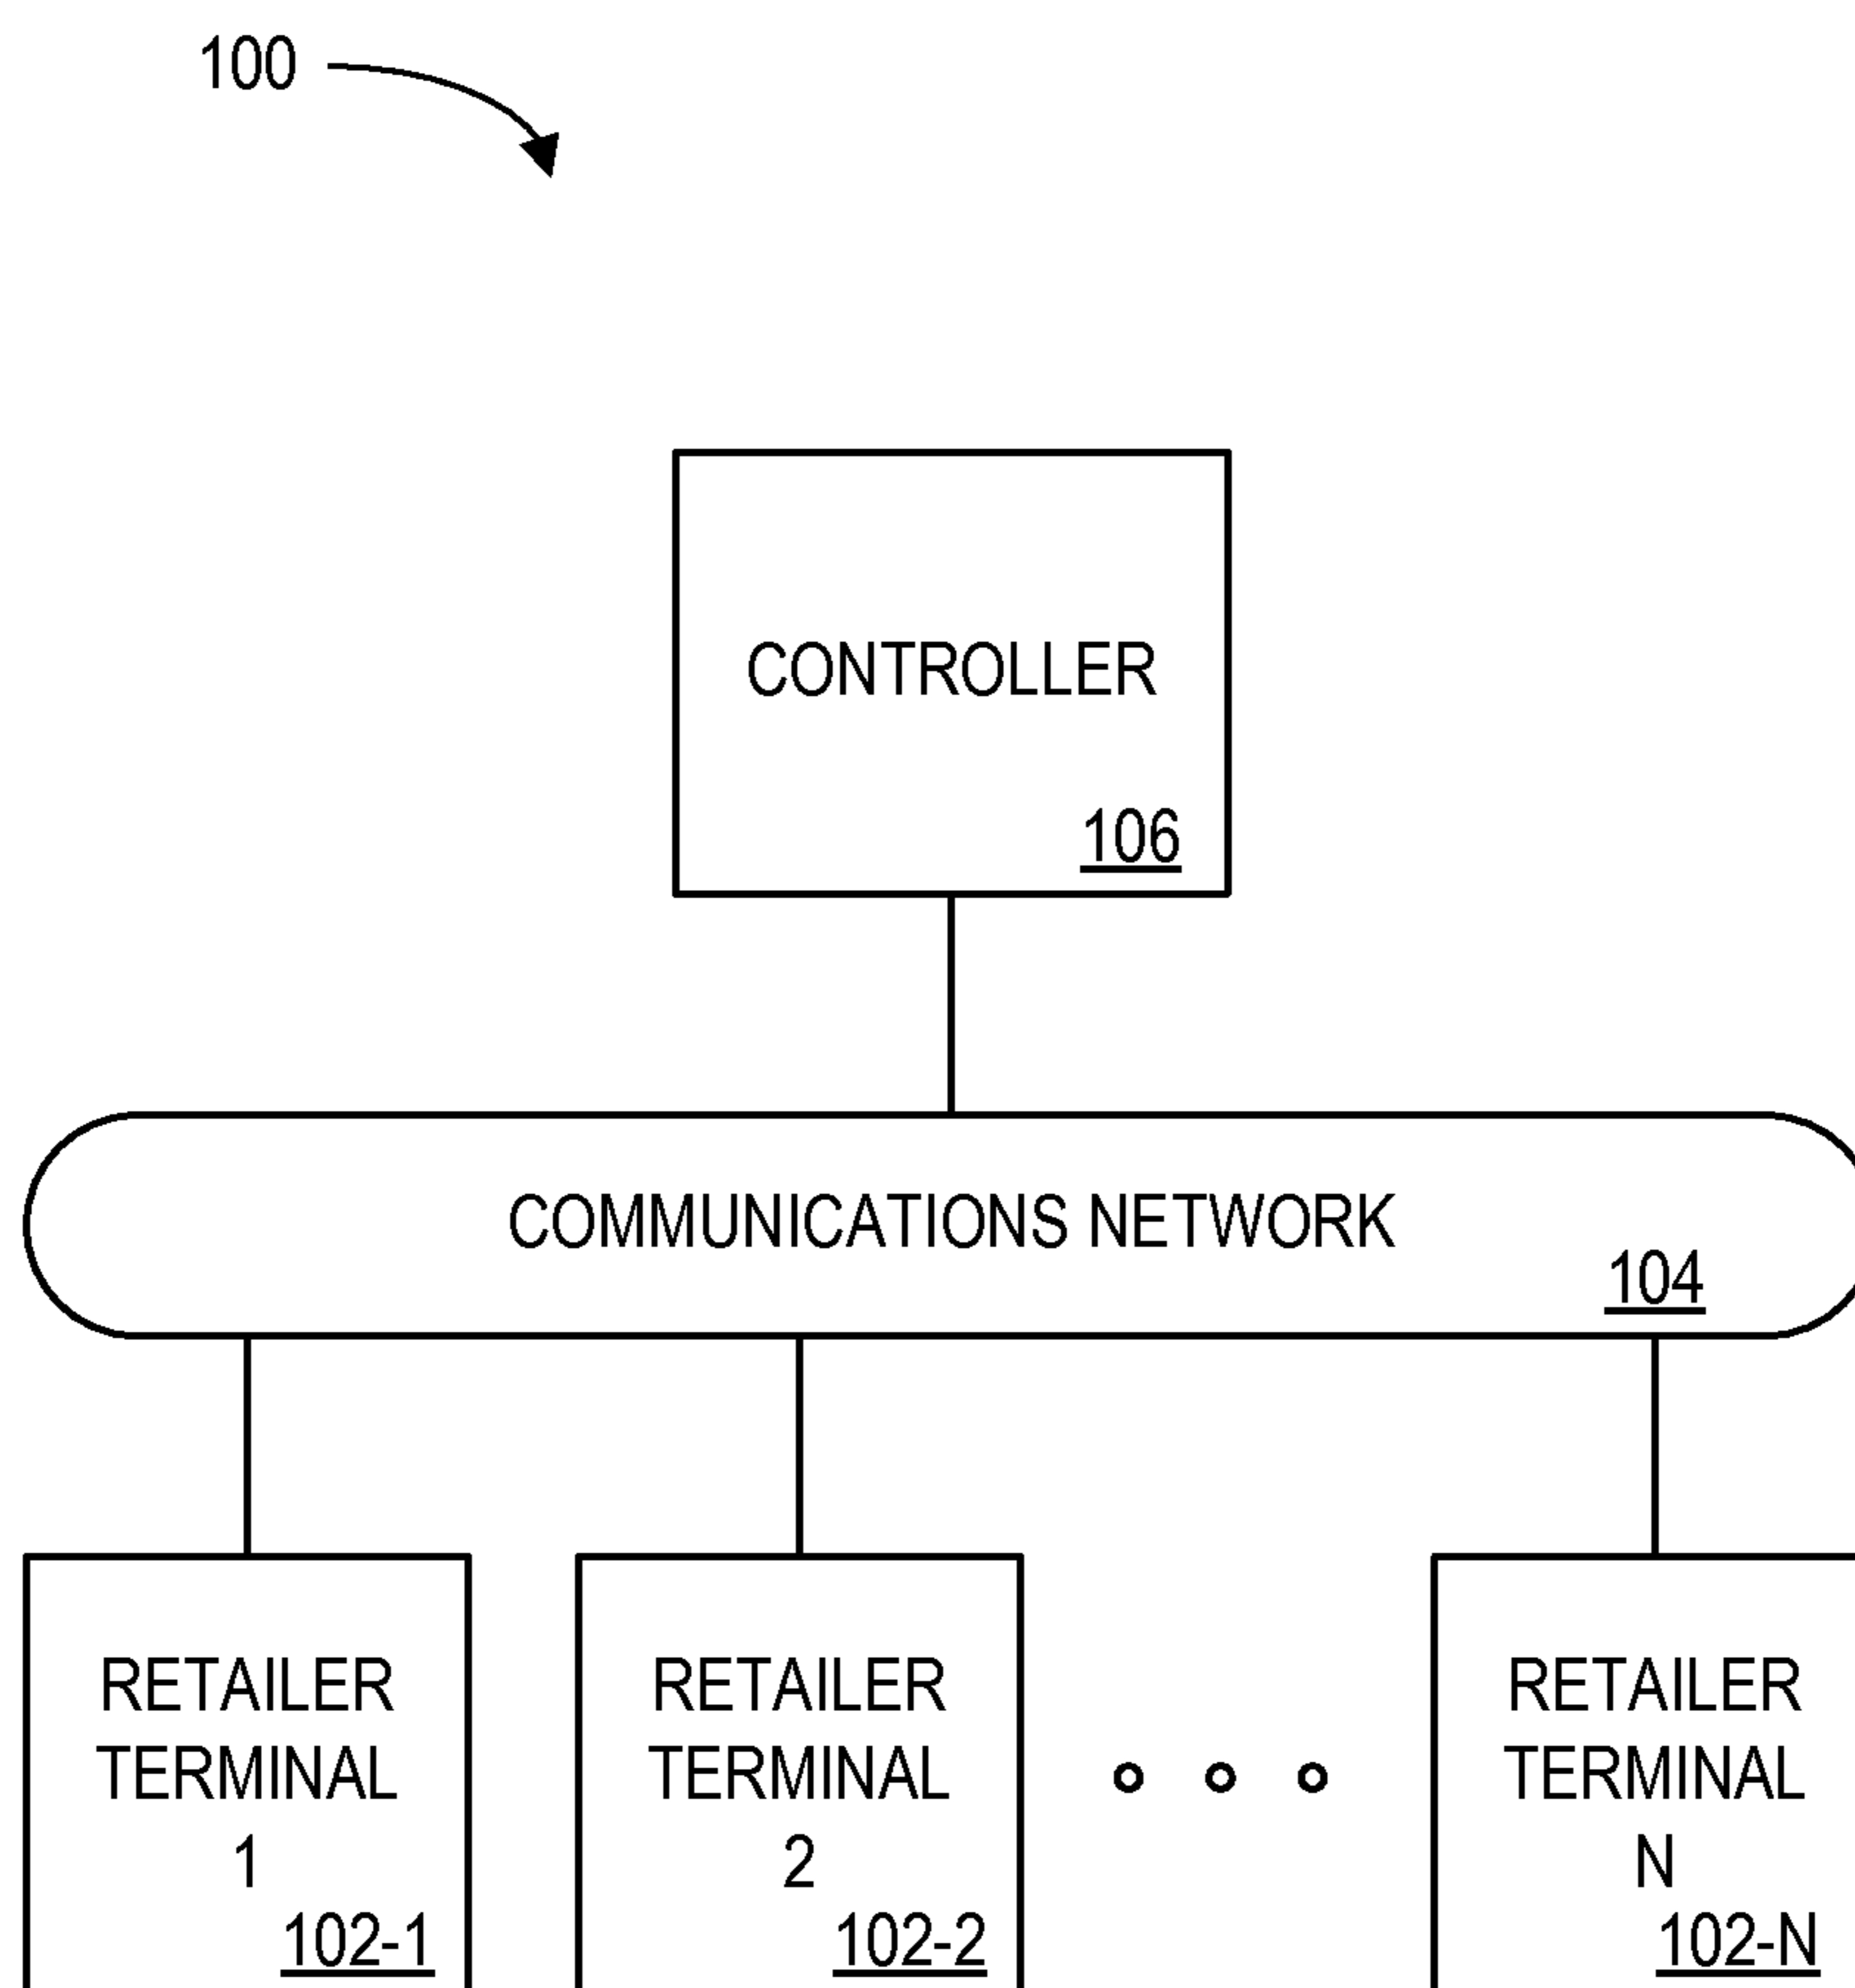 100
CONTROLLER
106
COMMUNICATIONS NETWORK
104
RETAILER
TERMINAL
1
102-1
RETAILER
TERMINAL
2
102-2
RETAILER
TERMINAL
N
102-N